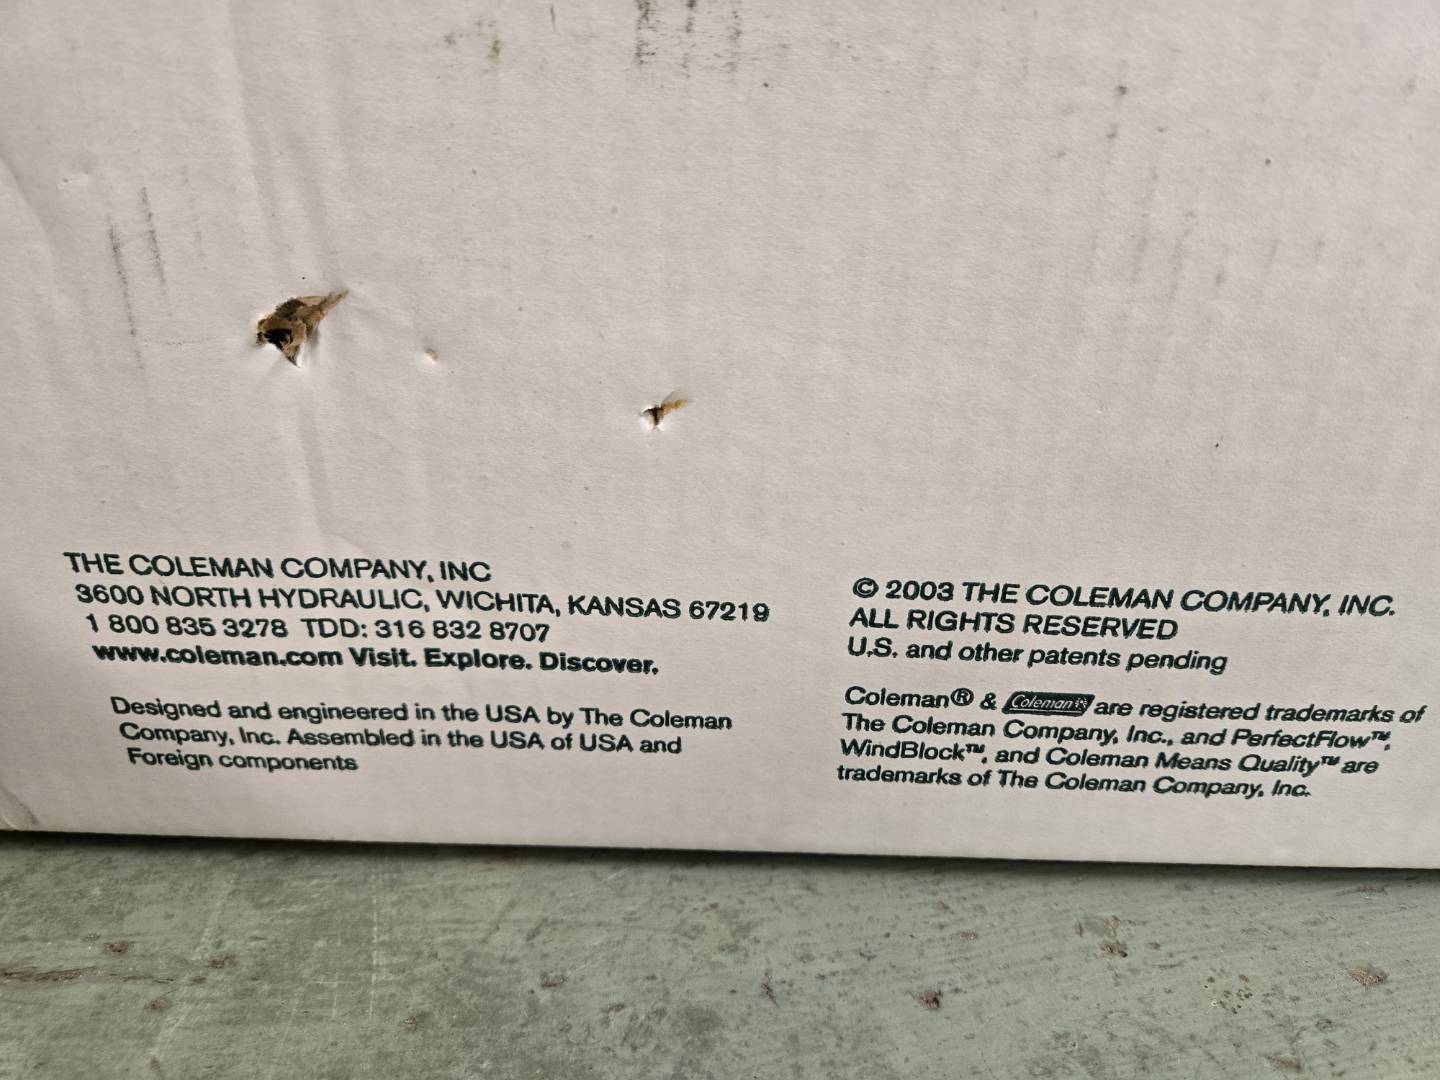 THE COLEMAN COMPANY, INC
3600 NORTH HYDRAULIC, WICHITA, KANSAS 67219
1 800 835 3278 TDD: 316 832 8707
www.coleman.com Visit. Explore. Discover.
Designed and engineered in the USA by The Coleman
Company, Inc. Assembled in the USA of USA and
Foreign components
© 2003 THE COLEMAN COMPANY, INC.
ALL RIGHTS RESERVED
U.S. and other patents pending
Coleman® & Coleman® are registered trademarks of
The Coleman Company, Inc., and PerfectFlow™,
WindBlock™, and Coleman Means Quality™ are
trademarks of The Coleman Company, Inc.